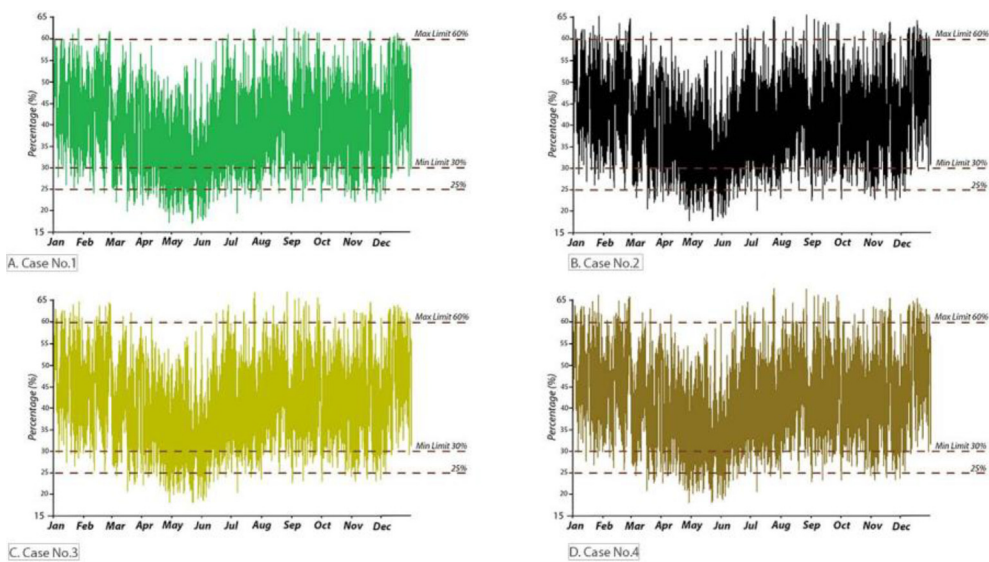 65
60
55
50
45
40
35
30
25
20
15
Percentage (%)
Max Limit 60%
Min Limit 30%
25%
Jan Feb Mar Apr May Jun Jul Aug Sep Oct Nov Dec
A. Case No.1
65
60
55
50
45
40
35
30
25
20
15
Percentage (%)
Max Limit 60%
Min Limit 30%
25%
Jan Feb Mar Apr May Jun Jul Aug Sep Oct Nov Dec
B. Case No.2
65
60
55
50
45
40
35
30
25
20
15
Percentage (%)
Max Limit 60%
Min Limit 30%
25%
Jan Feb Mar Apr May Jun Jul Aug Sep Oct Nov Dec
C. Case No.3
65
60
55
50
45
40
35
30
25
20
15
Percentage (%)
Max Limit 60%
Min Limit 30%
25%
Jan Feb Mar Apr May Jun Jul Aug Sep Oct Nov Dec
D. Case No.4